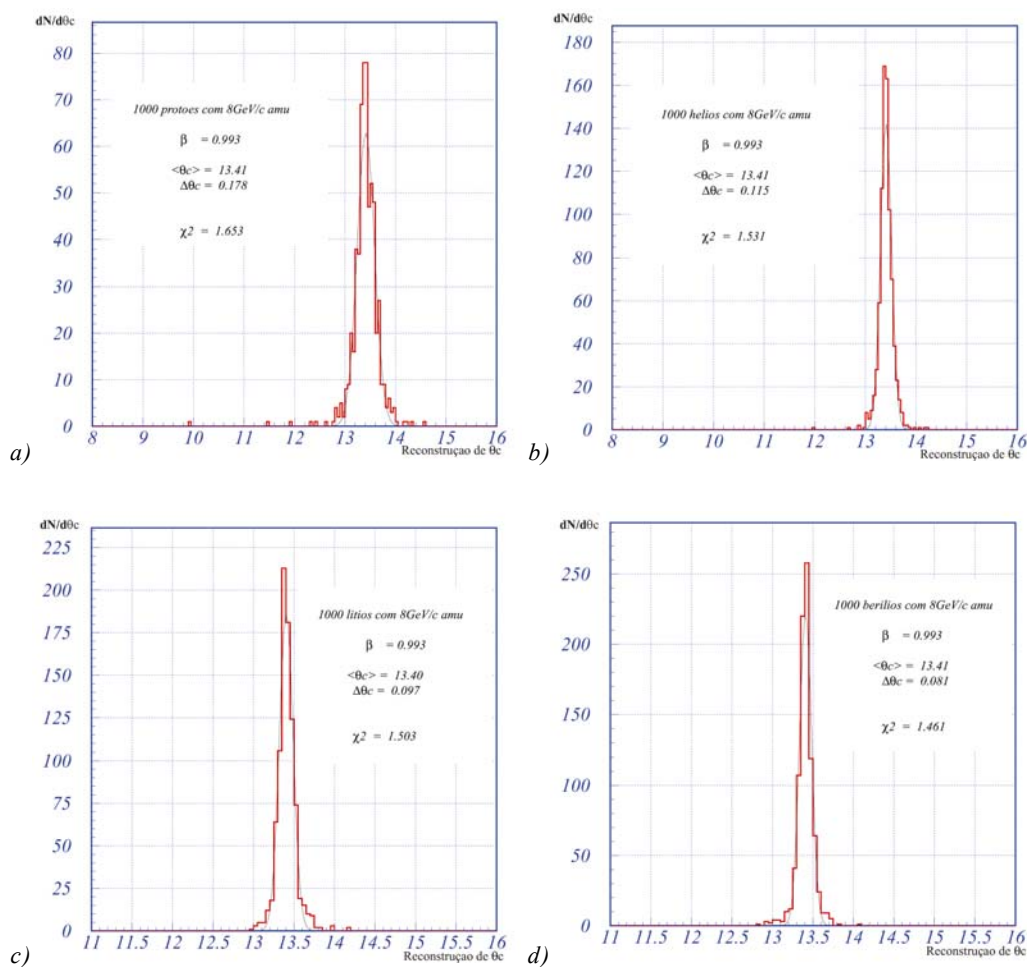 dN/dθc
80
70
60
50
40
30
20
10
0
1000 protoes com 8GeV/c amu
β = 0.993
<θc> = 13.41
Δθc = 0.178
χ2 = 1.653
8 9 10 11 12 13 14 15 16
Reconstruçao de θc
a)
dN/dθc
180
160
140
120
100
80
60
40
20
0
1000 helios com 8GeV/c amu
β = 0.993
<θc> = 13.41
Δθc = 0.115
χ2 = 1.531
8 9 10 11 12 13 14 15 16
Reconstruçao de θc
b)
dN/dθc
225
200
175
150
125
100
75
50
25
0
1000 litios com 8GeV/c amu
β = 0.993
<θc> = 13.40
Δθc = 0.097
χ2 = 1.503
11 11.5 12 12.5 13 13.5 14 14.5 15 15.5 16
Reconstruçao de θc
c)
dN/dθc
250
200
150
100
50
0
1000 berilios com 8GeV/c amu
β = 0.993
<θc> = 13.41
Δθc = 0.081
χ2 = 1.461
11 11.5 12 12.5 13 13.5 14 14.5 15 15.5 16
Reconstruçao de θc
d)